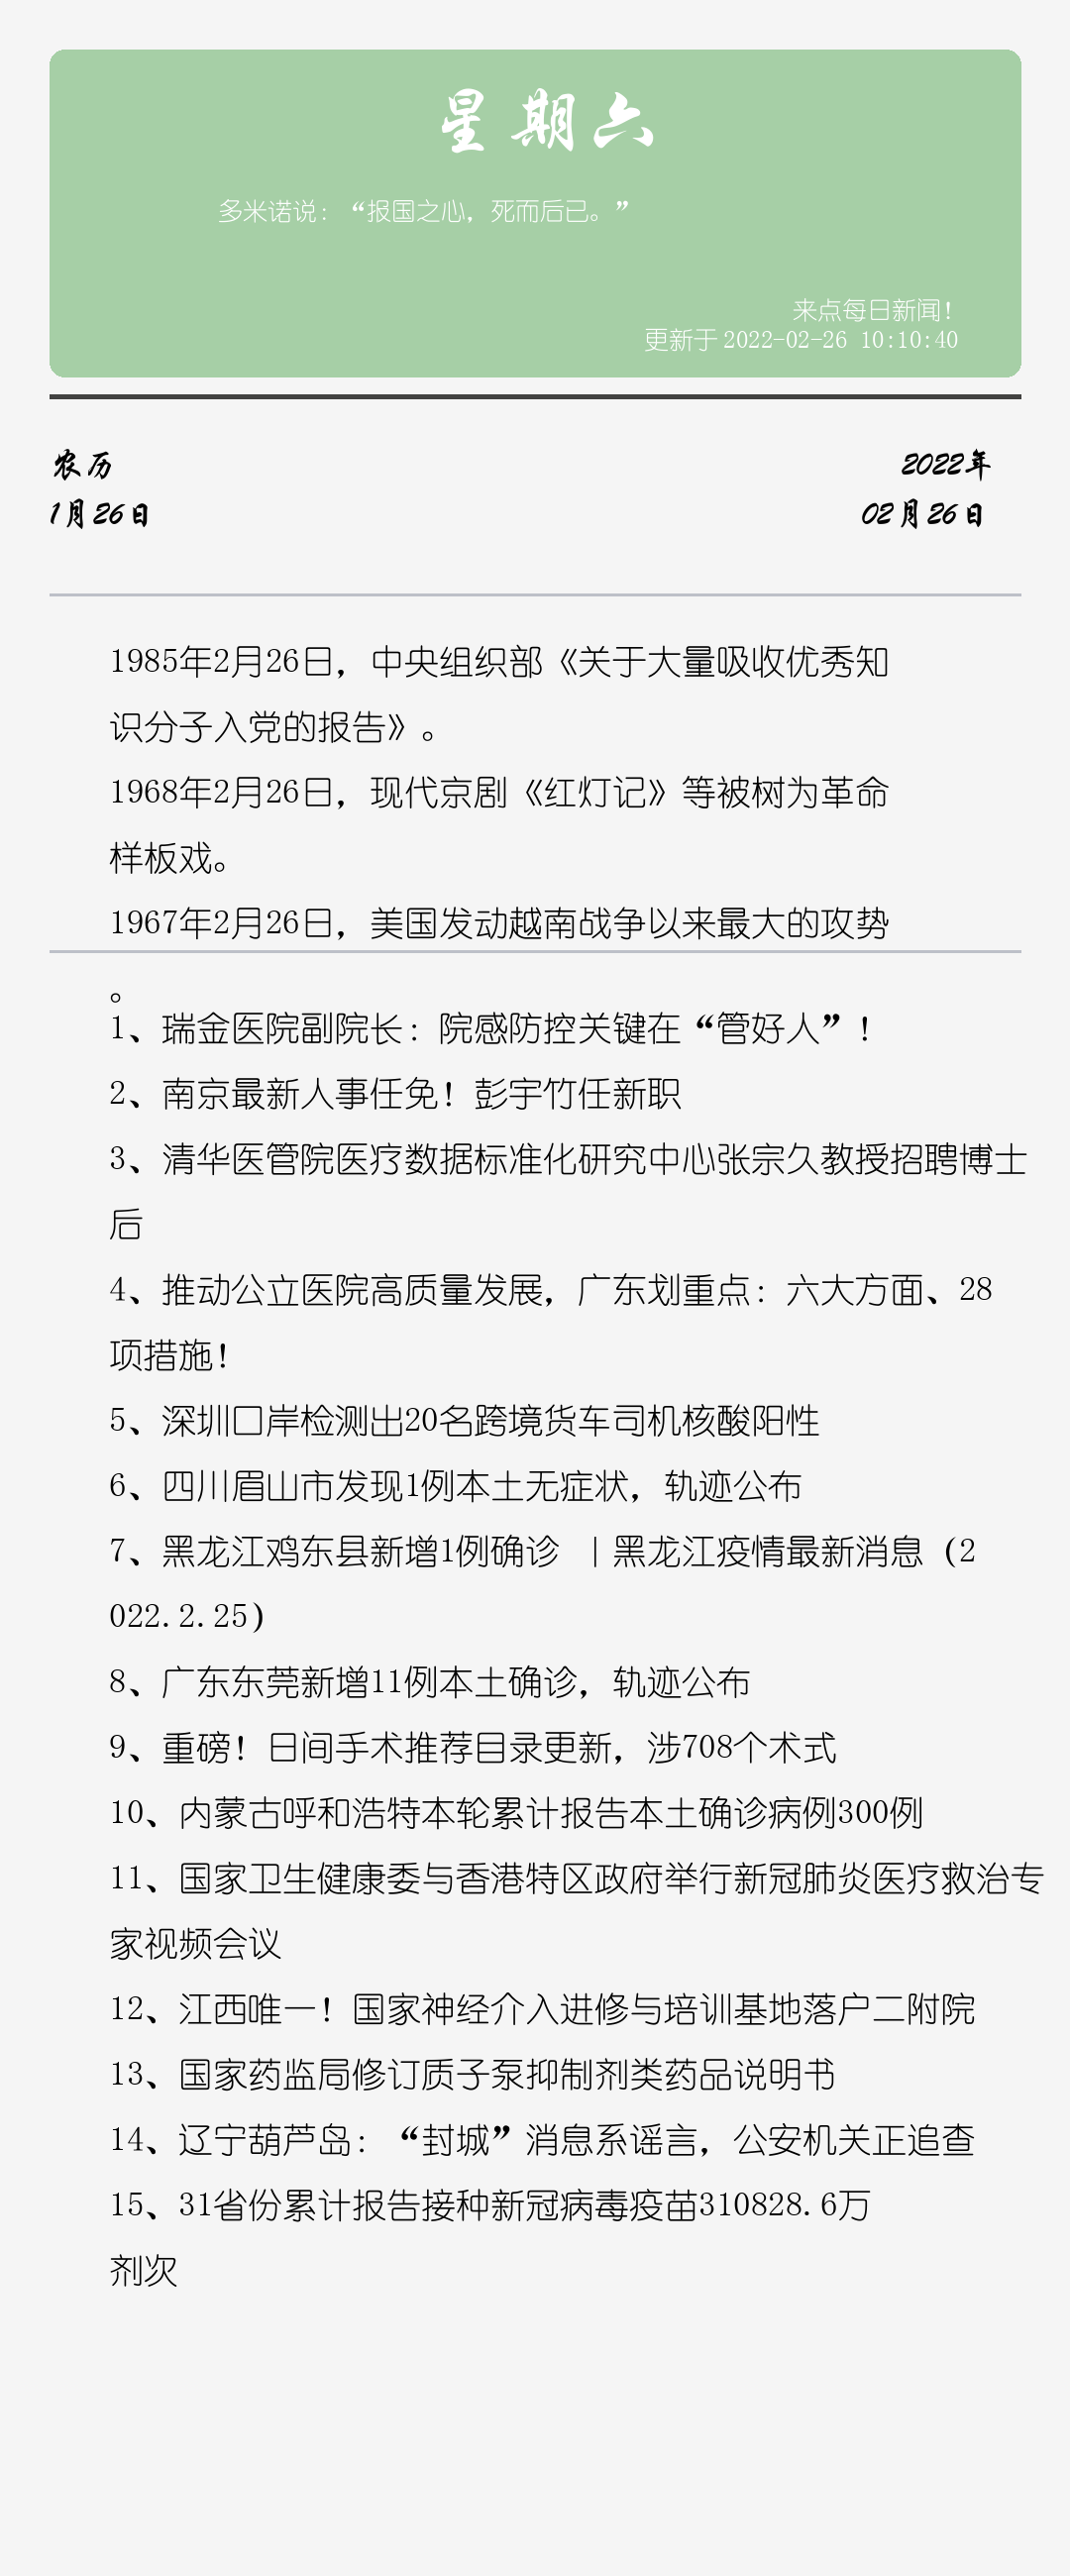 星期六
多米诺说：“报国之心，死而后已。”
来点每日新闻！
更新于 2022-02-26 10:10:40
农历
2022年
1月26日
02月26日
1985年2月26日，中央组织部《关于大量吸收优秀知
识分子入党的报告》。
1968年2月26日，现代京剧《红灯记》等被树为革命
样板戏。
1967年2月26日，美国发动越南战争以来最大的攻势
。
1、瑞金医院副院长：院感防控关键在“管好人”！
2、南京最新人事任免！彭宇竹任新职
3、清华医管院医疗数据标准化研究中心张宗久教授招聘博士
后
4、推动公立医院高质量发展，广东划重点：六大方面、28
项措施！
5、深圳口岸检测出20名跨境货车司机核酸阳性
6、四川眉山市发现1例本土无症状，轨迹公布
7、黑龙江鸡东县新增1例确诊 丨黑龙江疫情最新消息（2
022.2.25）
8、广东东莞新增11例本土确诊，轨迹公布
9、重磅！日间手术推荐目录更新，涉708个术式
10、内蒙古呼和浩特本轮累计报告本土确诊病例300例
11、国家卫生健康委与香港特区政府举行新冠肺炎医疗救治专
家视频会议
12、江西唯一！国家神经介入进修与培训基地落户二附院
13、国家药监局修订质子泵抑制剂类药品说明书
14、辽宁葫芦岛：“封城”消息系谣言，公安机关正追查
15、31省份累计报告接种新冠病毒疫苗310828.6万
剂次